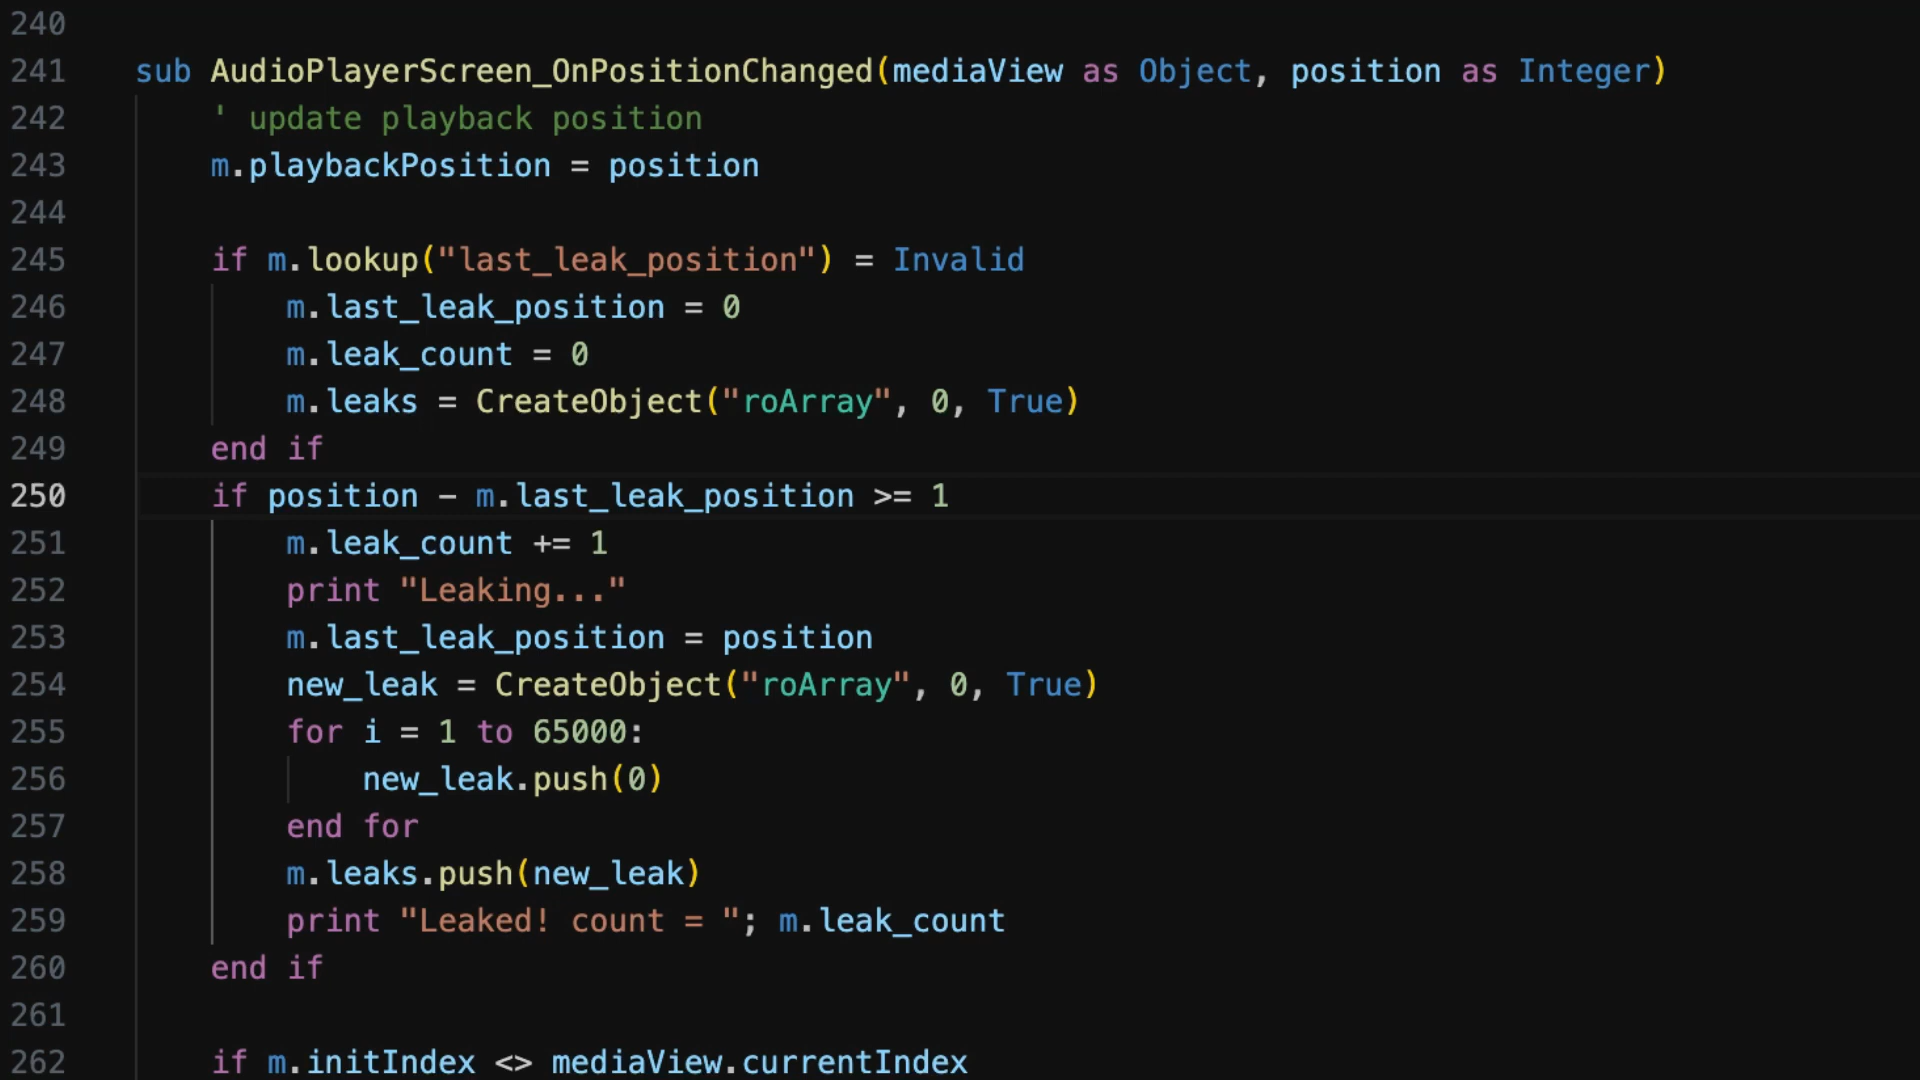 240
241 sub AudioPlayerScreen_OnPositionChanged(mediaView as Object, position as Integer)
242 ' update playback position
243 m.playbackPosition = position
244
245 if m.lookup("last_leak_position") = Invalid
246 m.last_leak_position = 0
247 m.leak_count = 0
248 m.leaks = CreateObject("roArray", 0, True)
249 end if
250 if position - m.last_leak_position >= 1
251 m.leak_count += 1
252 print "Leaking..."
253 m.last_leak_position = position
254 new_leak = CreateObject("roArray", 0, True)
255 for i = 1 to 65000:
256 new_leak.push(0)
257 end for
258 m.leaks.push(new_leak)
259 print "Leaked! count = "; m.leak_count
260 end if
261
262 if m.initIndex <> mediaView.currentIndex